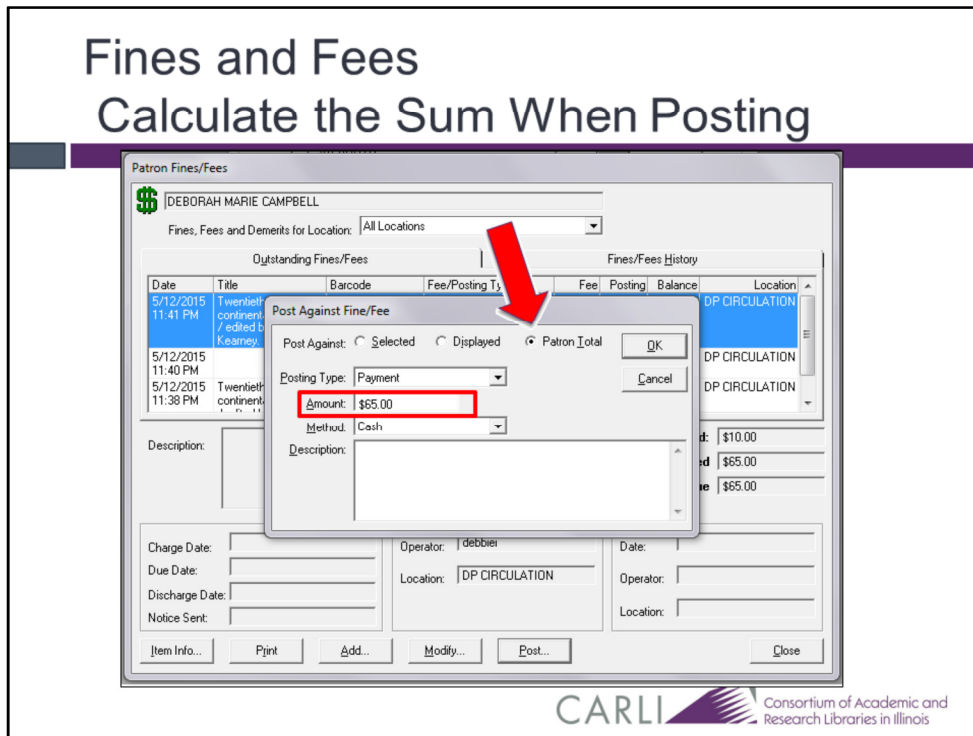 Fines and Fees
Calculate the Sum When Posting
Patron Fines/Fees
DEBORAH MARIE CAMPBELL
Fines, Fees and Demerits for Location: All Locations
Outstanding Fines/Fees Fines/Fees History
Date Title Barcode Fee/Posting Fee Posting Balance Location
5/12/2015 DP CIRCULATION
11:41 PM continent
/ edited b
Kearney.
5/12/2015 DP CIRCULATION
11:40 PM
5/12/2015 Twentieth DP CIRCULATION
11:38 PM continent
Post Against Fine/Fee
Post Against: Selected Displayed Patron Total OK
Posting Type: Payment Cancel
Amount: $65.00
Method: Cash
Description:
Description:
d: $10.00
ed $65.00
ue $65.00
Charge Date: Operator: Date:
Due Date: Location: DP CIRCULATION Operator:
Discharge Date:
Notice Sent: Location:
Item Info... Print Add... Modify... Post... Close
CARLI Consortium of Academic and
Research Libraries in Illinois